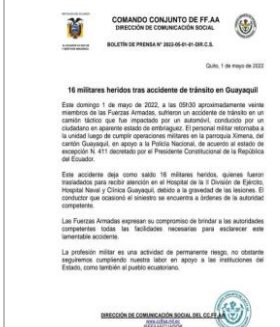 COMANDO CONJUNTO DE FF.AA
DIRECCIÓN DE COMUNICACIÓN SOCIAL
BOLETÍN DE PRENSA Nº 2022-05-01-01-DIR.C.S.
Quito, 1 de mayo de 2022
16 militares heridos tras accidente de tránsito en Guayaquil
Este domingo 1 de mayo de 2022, a las 05h30 aproximadamente veinte
miembros de las Fuerzas Armadas, sufrieron un accidente de tránsito en un
camión táctico que fue impactado por un automóvil, conducido por un
ciudadano en aparente estado de embriaguez. El personal militar retornaba a
la unidad luego de cumplir operaciones militares en la parroquia Ximena, del
cantón Guayaquil, en apoyo a la Policía Nacional, de acuerdo al estado de
excepción N. 411 decretado por el Presidente Constitucional de la República
del Ecuador.
Este accidente deja como saldo 16 militares heridos, quienes fueron
trasladados para recibir atención en el Hospital de la II División de Ejército,
Hospital Naval y Clínica Guayaquil, debido a la gravedad de las lesiones. El
conductor que ocasionó el siniestro se encuentra a órdenes de la autoridad
competente.
Las Fuerzas Armadas expresan su compromiso de brindar a las autoridades
competentes todas las facilidades necesarias para esclarecer este
lamentable accidente.
La profesión militar es una actividad de permanente riesgo, no obstante
seguiremos cumpliendo nuestra labor en apoyo a las instituciones del
Estado, como también al pueblo ecuatoriano.
DIRECCIÓN DE COMUNICACIÓN SOCIAL DEL CC.FF.AA